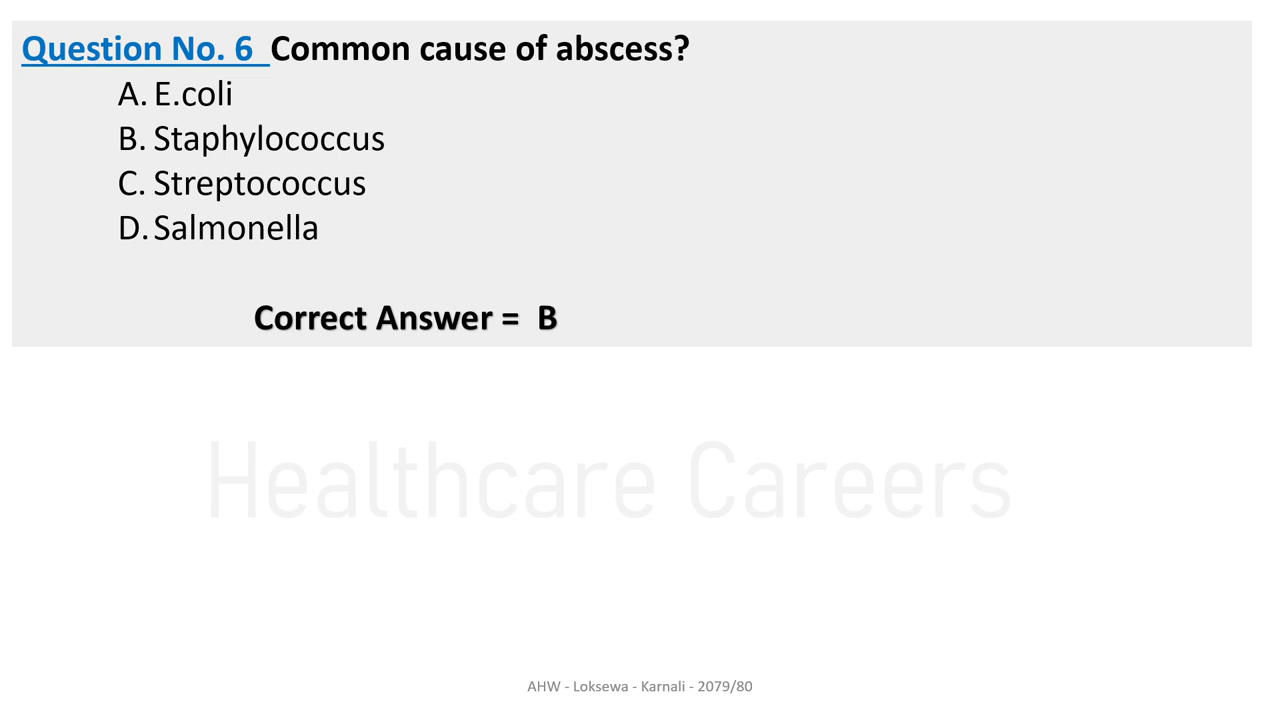 Question No. 6 Common cause of abscess?
A. E.coli
B. Staphylococcus
C. Streptococcus
D. Salmonella
Correct Answer = B
Healthcare Careers
AHW - Loksewa - Karnali - 2079/80